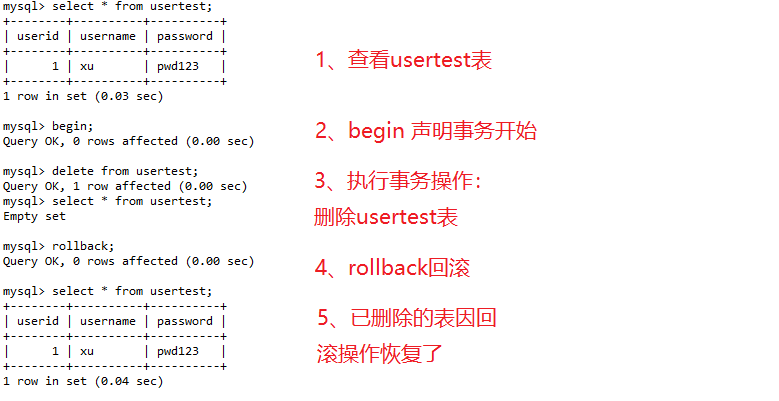 mysql> select * from usertest;
+--------+----------+----------+
| userid | username | password |
+--------+----------+----------+
|      1 | xu       | pwd123   |
+--------+----------+----------+
1 row in set (0.03 sec)
1、查看usertest表
mysql> begin;
Query OK, 0 rows affected (0.00 sec)
2、begin 声明事务开始
mysql> delete from usertest;
Query OK, 1 row affected (0.00 sec)
mysql> select * from usertest;
Empty set
3、执行事务操作:
删除usertest表
mysql> rollback;
Query OK, 0 rows affected (0.00 sec)
4、rollback回滚
mysql> select * from usertest;
+--------+----------+----------+
| userid | username | password |
+--------+----------+----------+
|      1 | xu       | pwd123   |
+--------+----------+----------+
1 row in set (0.04 sec)
5、已删除的表因回
滚操作恢复了